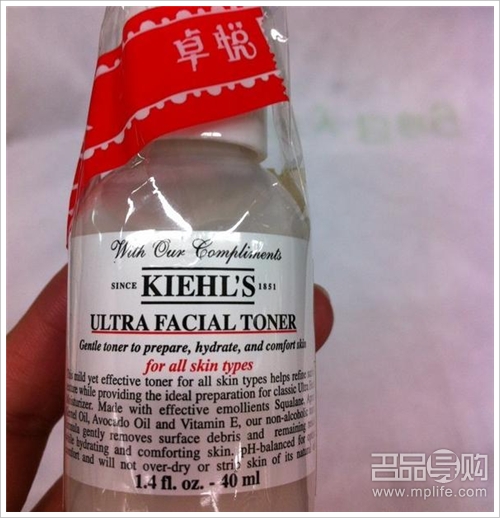 卓悦
With Our Compliments
SINCE KIEHL'S 1851
ULTRA FACIAL TONER
Gentle toner to prepare, hydrate, and comfort skin
for all skin types
This mild yet effective toner for all skin types helps refine
while providing the ideal preparation for classic Ultra
Made with effective emollients Squalane,
Oil, Avocado Oil and Vitamin E, our non-alcoholic
gently removes surface debris and remaining
hydrating and comforting skin. pH-balanced for
and will not over-dry or strip skin of its natural
1.4 fl. oz. - 40 ml
名品导购
www.mplife.com